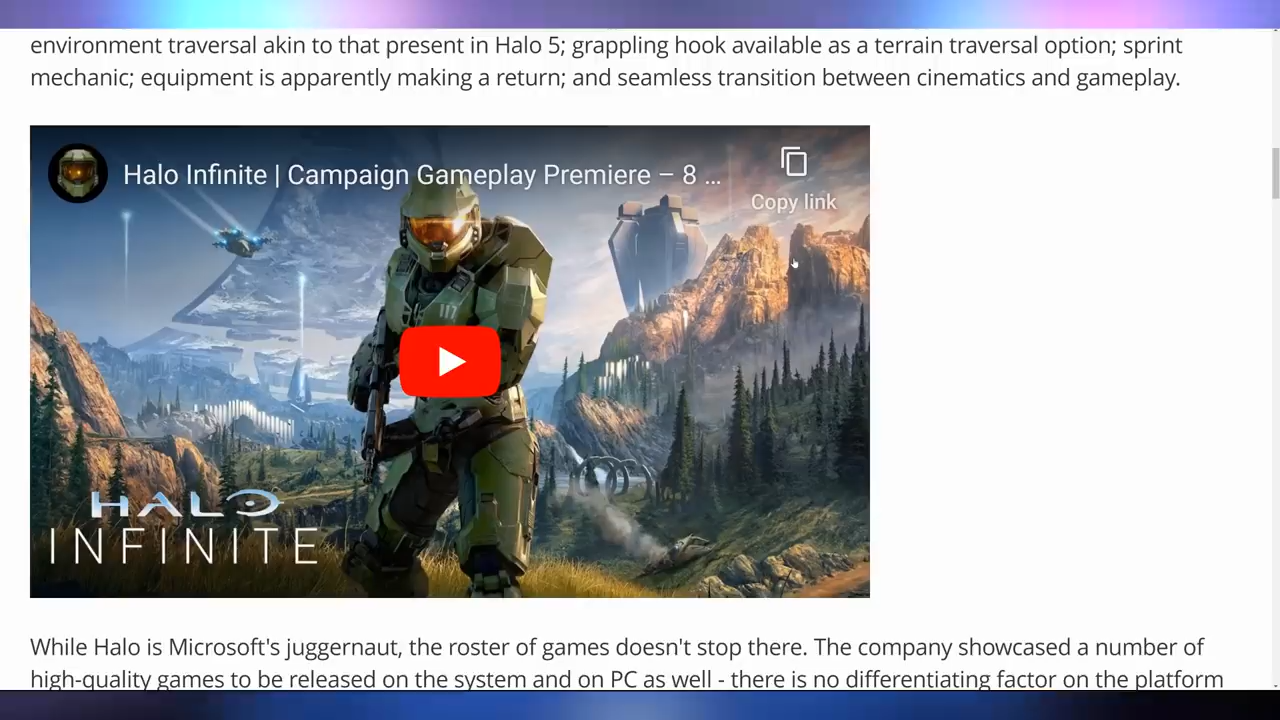 environment traversal akin to that present in Halo 5; grappling hook available as a terrain traversal option; sprint
mechanic; equipment is apparently making a return; and seamless transition between cinematics and gameplay.
Halo Infinite | Campaign Gameplay Premiere – 8 ...
Copy link
117
HALO
INFINITE
While Halo is Microsoft's juggernaut, the roster of games doesn't stop there. The company showcased a number of
high-quality games to be released on the system and on PC as well - there is no differentiating factor on the platform